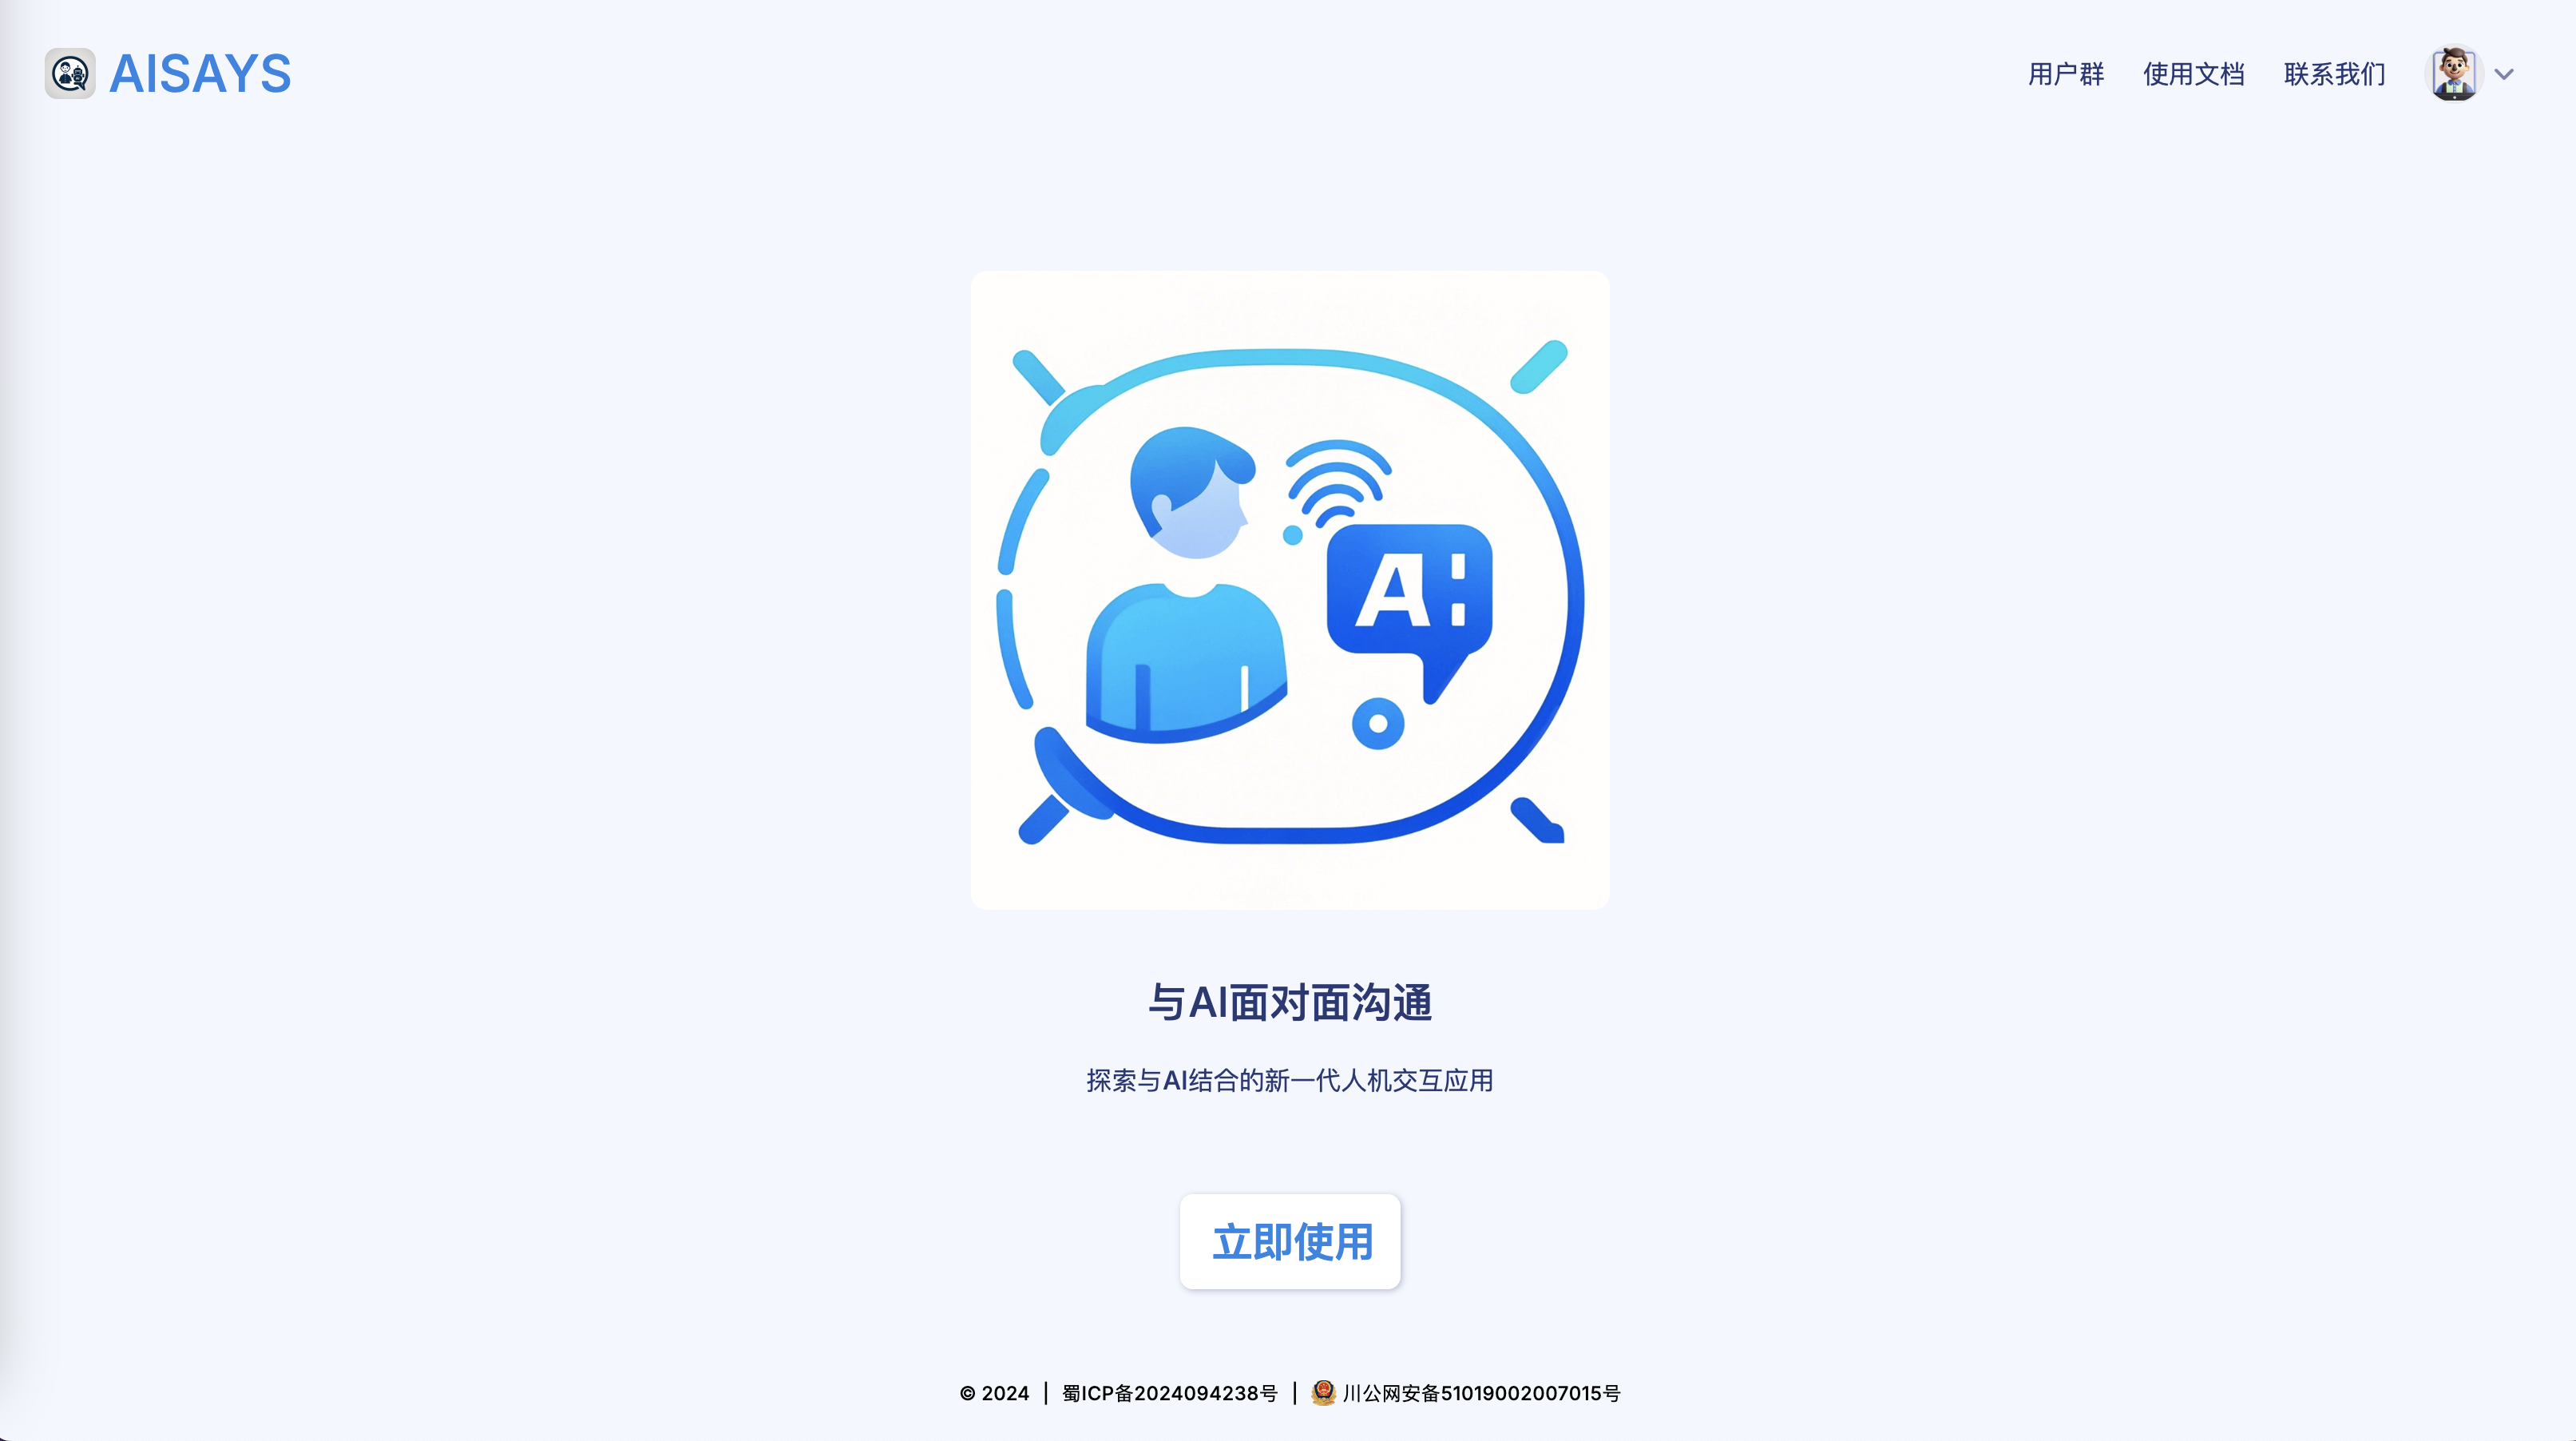 AISAYS
用户群 使用文档 联系我们
A:
与AI面对面沟通
探索与AI结合的新一代人机交互应用
立即使用
© 2024 | 蜀ICP备2024094238号 | 川公网安备51019002007015号